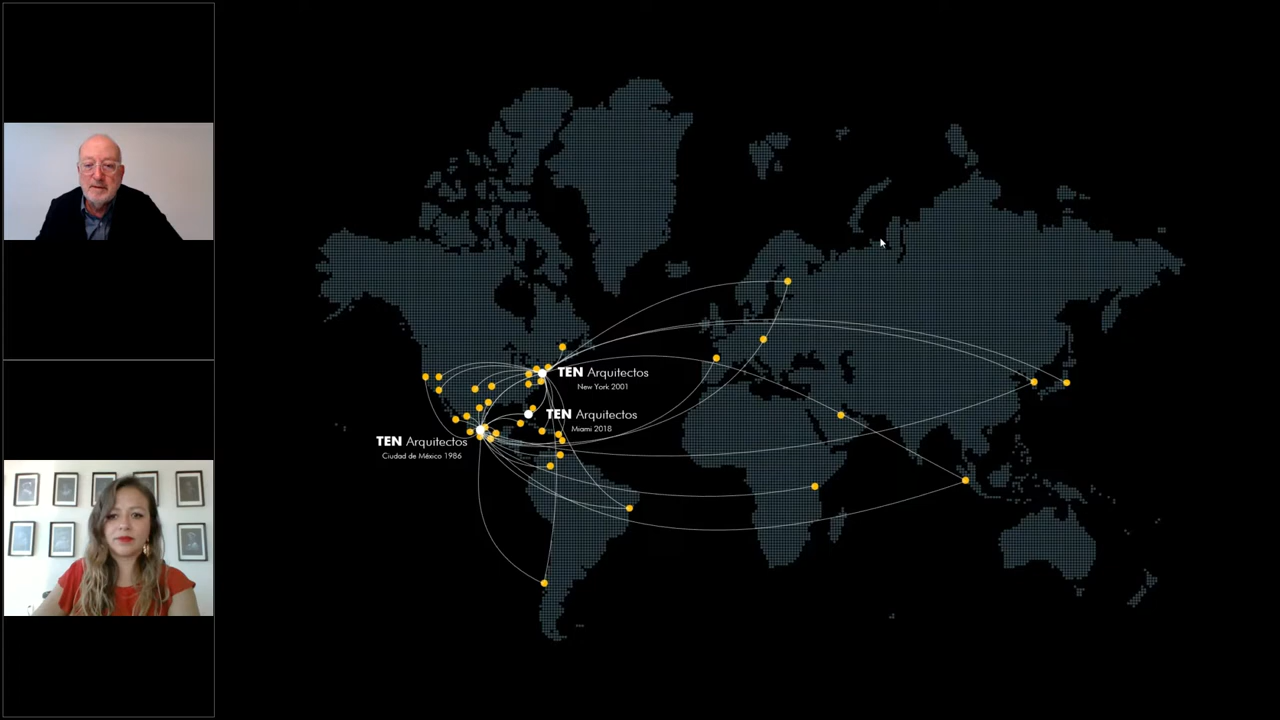 TEN Arquitectos
New York 2001
TEN Arquitectos
Miami 2018
TEN Arquitectos
Ciudad de México 1986